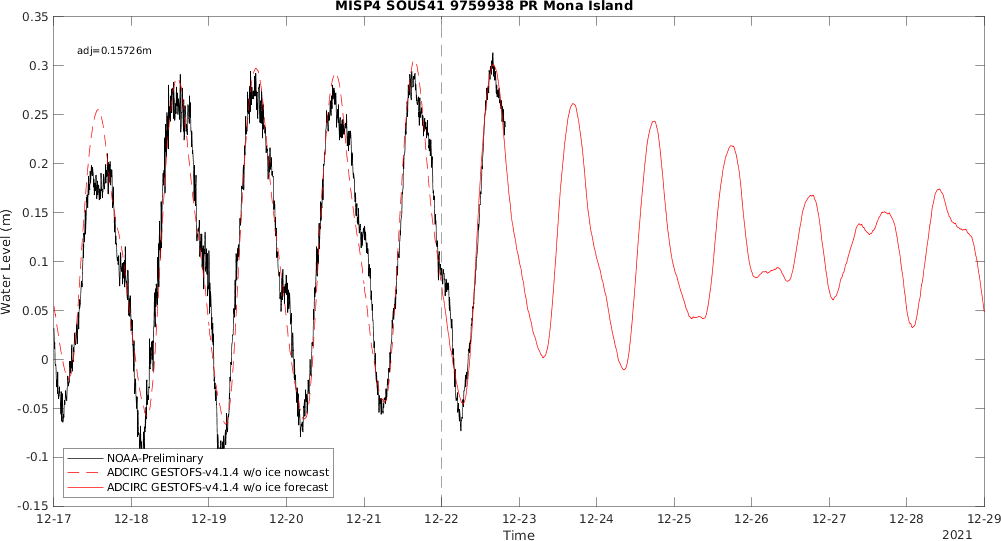 MISP4 SOUS41 9759938 PR Mona Island
adj=0.15726m
Water Level (m)
0.35
0.3
0.25
0.2
0.15
0.1
0.05
0
-0.05
-0.1
-0.15
NOAA-Preliminary
ADCIRC GESTOFS-v4.1.4 w/o ice nowcast
ADCIRC GESTOFS-v4.1.4 w/o ice forecast
12-17 12-18 12-19 12-20 12-21 12-22 12-23 12-24 12-25 12-26 12-27 12-28 12-29
Time
2021